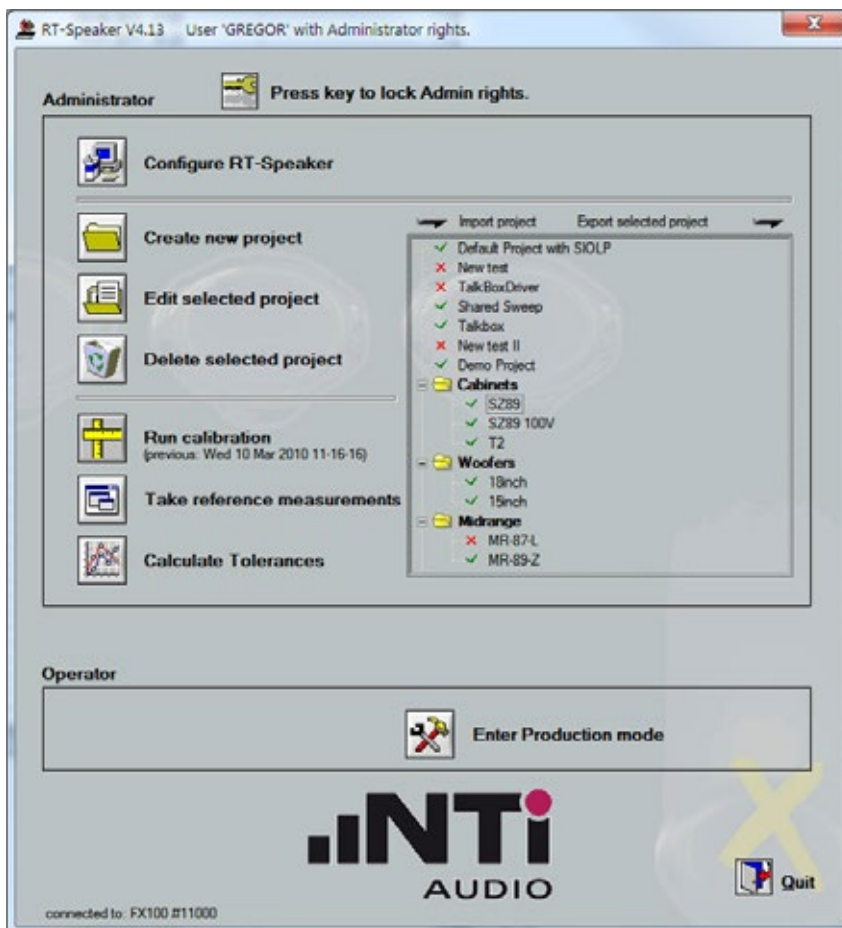 RT-Speaker V4.13 User 'GREGOR' with Administrator rights.
Administrator
Press key to lock Admin rights.
Configure RT-Speaker
Create new project
Edit selected project
Delete selected project
Run calibration
(previous: Wed 10 Mar 2010 11-16-16)
Take reference measurements
Calculate Tolerances
Import project Export selected project
Default Project with SIOLP
New test
TalkBoxDriver
Shared Sweep
Talkbox
New test II
Demo Project
Cabinets
SZ89
SZ89 100V
T2
Woofers
18inch
15inch
Midrange
MR-87-L
MR-89-Z
Operator
Enter Production mode
NTi
AUDIO
Quit
connected to: FX100 #11000